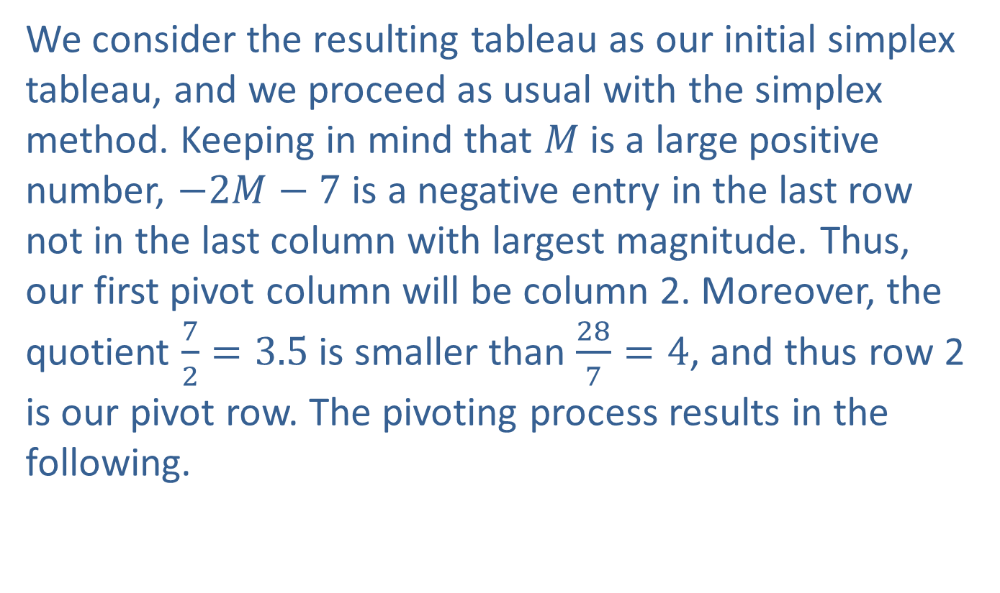 We consider the resulting tableau as our initial simplex
tableau, and we proceed as usual with the simplex
method. Keeping in mind that M is a large positive
number, −2M − 7 is a negative entry in the last row
not in the last column with largest magnitude. Thus,
our first pivot column will be column 2. Moreover, the
quotient 7/2 = 3.5 is smaller than 28/7 = 4, and thus row 2
is our pivot row. The pivoting process results in the
following.